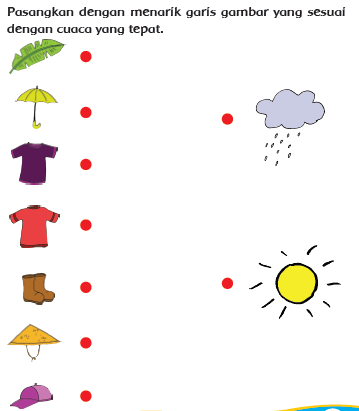 Pasangkan dengan menarik garis gambar yang sesuai
dengan cuaca yang tepat.